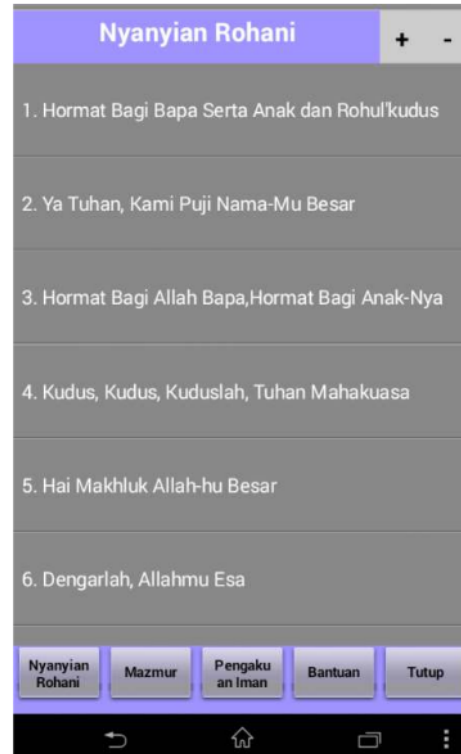 Nyanyian Rohani
+ -
1. Hormat Bagi Bapa Serta Anak dan Rohul'kudus
2. Ya Tuhan, Kami Puji Nama-Mu Besar
3. Hormat Bagi Allah Bapa,Hormat Bagi Anak-Nya
4. Kudus, Kudus, Kuduslah, Tuhan Mahakuasa
5. Hai Makhluk Allah-hu Besar
6. Dengarlah, Allahmu Esa
Nyanyian
Rohani
Mazmur
Pengaku
an Iman
Bantuan
Tutup